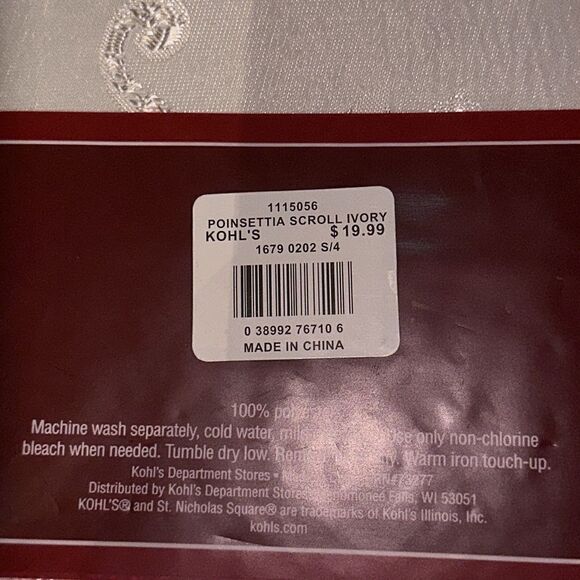 1115056
POINSETTIA SCROLL IVORY
KOHL'S $19.99
1679 0202 S/4
0 38992 76710 6
MADE IN CHINA
100%
Machine wash separately, cold water, only non-chlorine
bleach when needed. Tumble dry low. Warm iron touch-up.
Kohl's Department Stores •
Distributed by Kohl's Department Stores Falls, WI 53051
KOHL'S® and St. Nicholas Square® are trademarks of Kohl's Illinois, Inc.
kohls.com